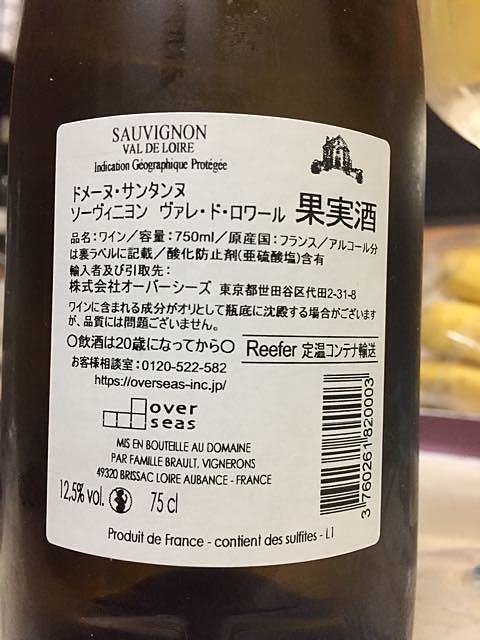 SAUVIGNON
VAL DE LOIRE
Indication Géographique Protégée
ドメーヌ・サンタンヌ
ソーヴィニヨン ヴァレ・ド・ロワール 果実酒
品名:ワイン/容量:750ml/原産国:フランス/アルコール分
は裏ラベルに記載/酸化防止剤(亜硫酸塩)含有
輸入者及び引取先:
株式会社オーバーシーズ 東京都世田谷区代田2-31-8
ワインに含まれる成分がオリとして瓶底に沈殿する場合がございます
が、品質には問題ございません。
〇飲酒は20歳になってから〇 Reefer 定温コンテナ輸送
お客様相談室:0120-522-582
https://overseas-inc.jp/
over
seas
MIS EN BOUTEILLE AU DOMAINE
PAR FAMILLE BRAULT, VIGNERONS
49320 BRISSAC LOIRE AUBANCE - FRANCE
12,5% vol. 75 cl
3 760261 820003
Produit de France - contient des sulfites - L1